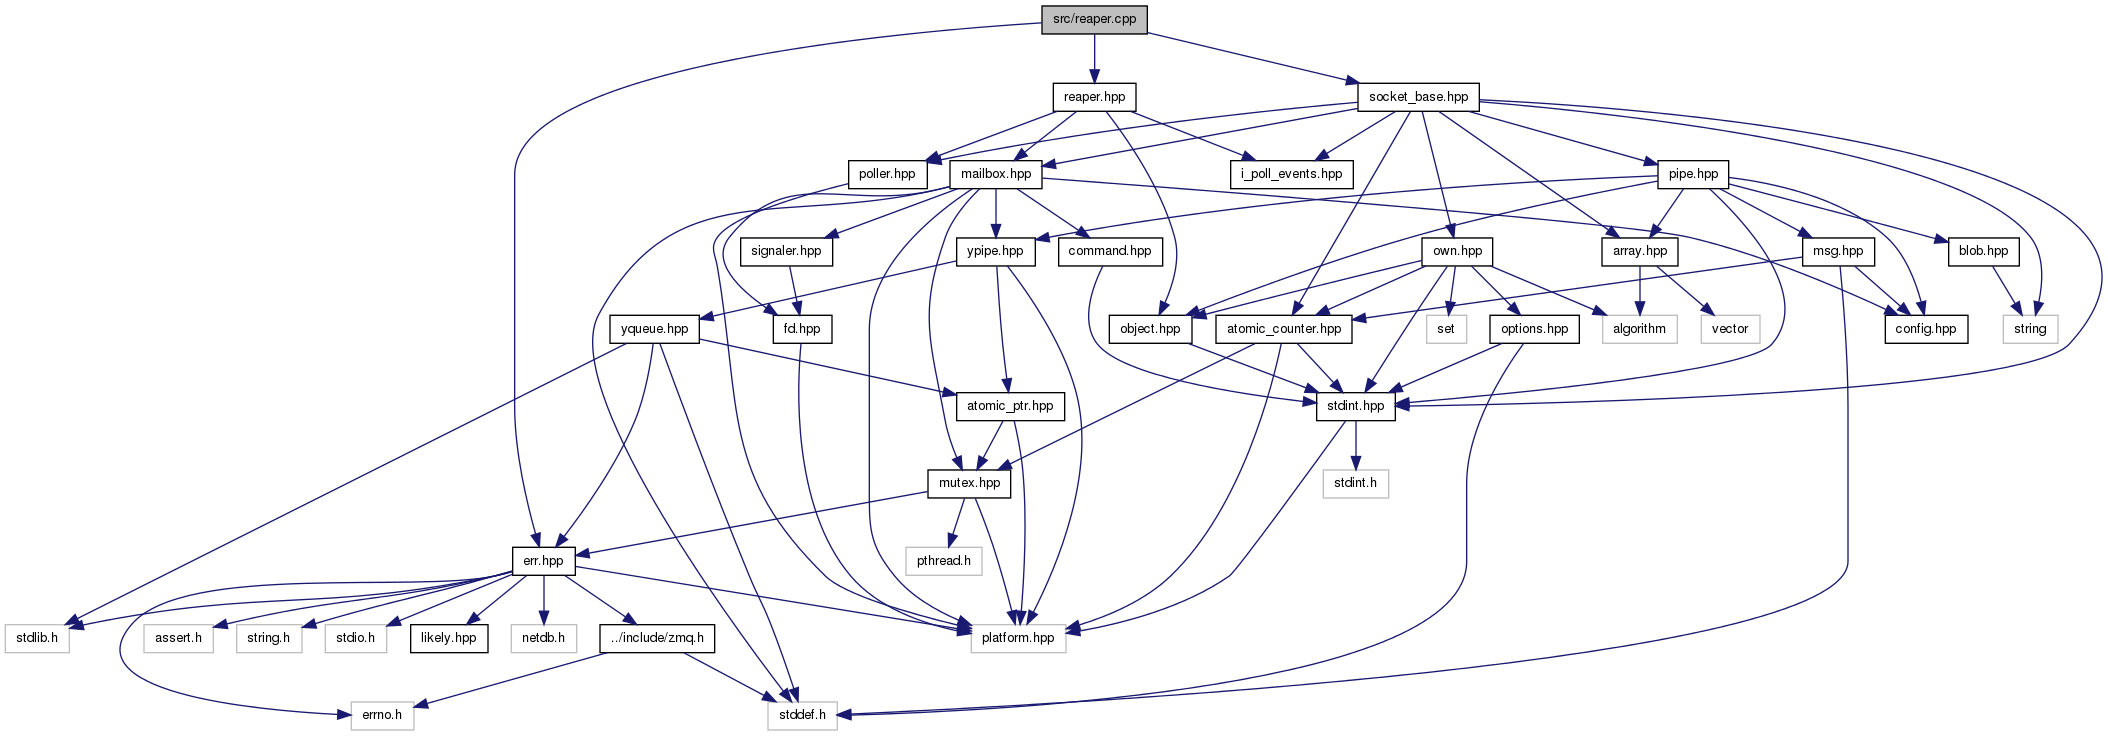 src/reaper.cpp
reaper.hpp
socket_base.hpp
poller.hpp
mailbox.hpp
i_poll_events.hpp
pipe.hpp
signaler.hpp
ypipe.hpp
command.hpp
own.hpp
array.hpp
msg.hpp
blob.hpp
yqueue.hpp
fd.hpp
object.hpp
atomic_counter.hpp
set
options.hpp
algorithm
vector
config.hpp
string
atomic_ptr.hpp
stdint.hpp
mutex.hpp
stdint.h
err.hpp
pthread.h
stdlib.h
assert.h
string.h
stdio.h
likely.hpp
netdb.h
../include/zmq.h
platform.hpp
errno.h
stddef.h